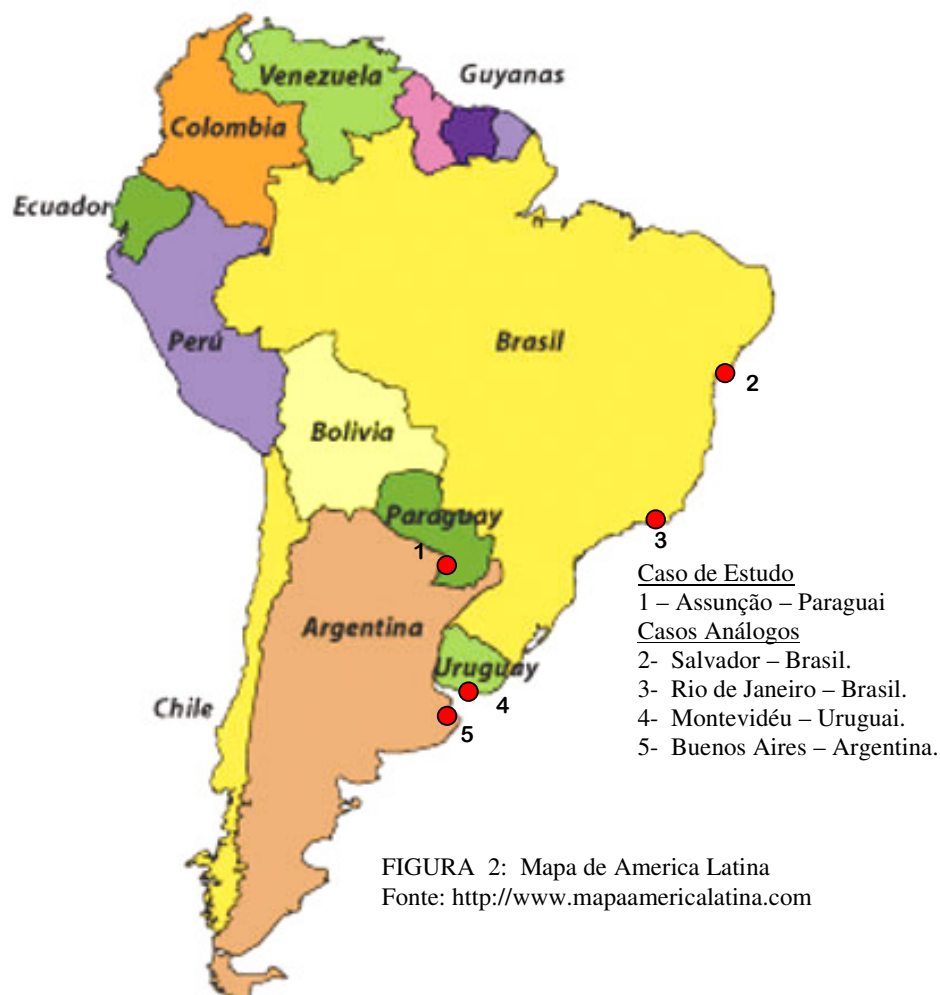 Venezuela
Guyanas
Colombia
Ecuador
Perú
Brasil
2
Bolivia
Paraguay
3
1
Caso de Estudo
1 – Assunção – Paraguai
Casos Análogos
2- Salvador – Brasil.
3- Rio de Janeiro – Brasil.
4- Montevidéu – Uruguai.
5- Buenos Aires – Argentina.
Argentina
Uruguay
Chile
4
5
FIGURA 2: Mapa de America Latina
Fonte: http://www.mapaamericalatina.com